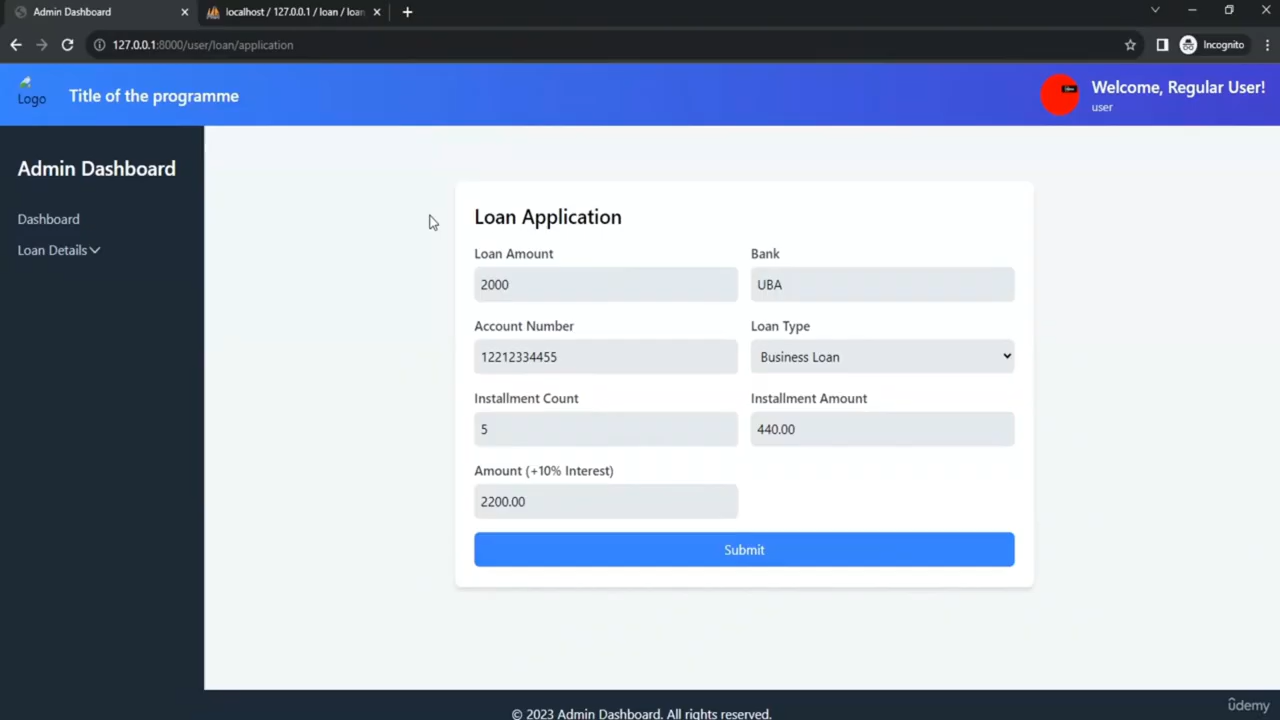 Admin Dashboard
localhost / 127.0.0.1 / loan / loan
127.0.0.1:8000/user/loan/application
Incognito
Logo
Title of the programme
Welcome, Regular User!
user
Admin Dashboard
Dashboard
Loan Details
Loan Application
Loan Amount
Bank
2000
UBA
Account Number
Loan Type
12212334455
Business Loan
Installment Count
Installment Amount
5
440.00
Amount (+10% Interest)
2200.00
Submit
© 2023 Admin Dashboard. All rights reserved.
ûdemy